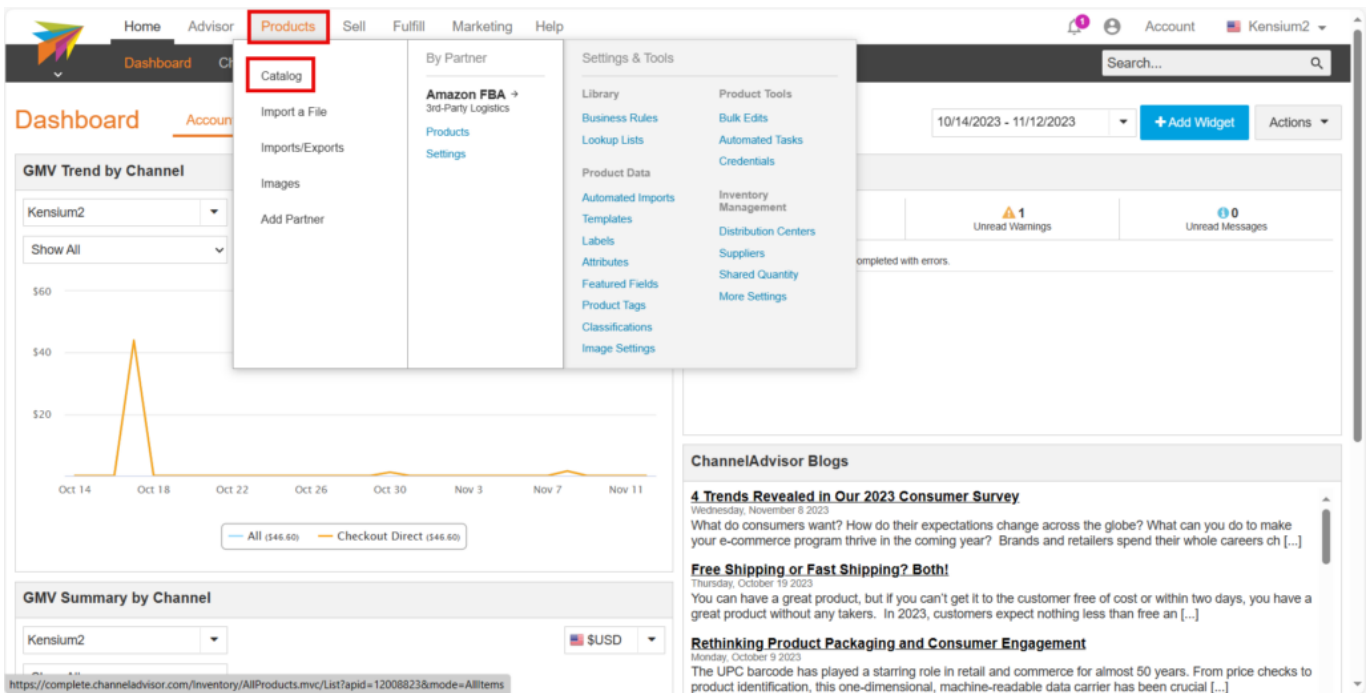 Home Advisor Products Sell Fulfill Marketing Help
9 Account Kensium2
Dashboard Ch
Search...
Catalog
Import a File
Imports/Exports
Images
Add Partner
By Partner
Amazon FBA →
3rd-Party Logistics
Products
Settings
Settings & Tools
Library
Business Rules
Lookup Lists
Product Data
Automated Imports
Templates
Labels
Attributes
Featured Fields
Product Tags
Classifications
Image Settings
Product Tools
Bulk Edits
Automated Tasks
Credentials
Inventory
Management
Distribution Centers
Suppliers
Shared Quantity
More Settings
Dashboard Accoun
10/14/2023 - 11/12/2023
+Add Widget
Actions
GMV Trend by Channel
Kensium2
Show All
$60
$40
$20
Oct 14 Oct 18 Oct 22 Oct 26 Oct 30 Nov 3 Nov 7 Nov 11
All ($46.60) Checkout Direct ($46.60)
1
Unread Warnings
0
Unread Messages
ompleted with errors.
ChannelAdvisor Blogs
4 Trends Revealed in Our 2023 Consumer Survey
Wednesday, November 8 2023
What do consumers want? How do their expectations change across the globe? What can you do to make
your e-commerce program thrive in the coming year? Brands and retailers spend their whole careers ch [...]
Free Shipping or Fast Shipping? Both!
Thursday, October 19 2023
You can have a great product, but if you can't get it to the customer free of cost or within two days, you have a
great product without any takers. In 2023, customers expect nothing less than free an [...]
Rethinking Product Packaging and Consumer Engagement
Monday, October 9 2023
The UPC barcode has played a starring role in retail and commerce for almost 50 years. From price checks to
product identification, this one-dimensional, machine-readable data carrier has been crucial [...]
GMV Summary by Channel
Kensium2
$USD
https://complete.channeladvisor.com/Inventory/AllProducts.mvc/List?apid=12008823&mode=AllItems